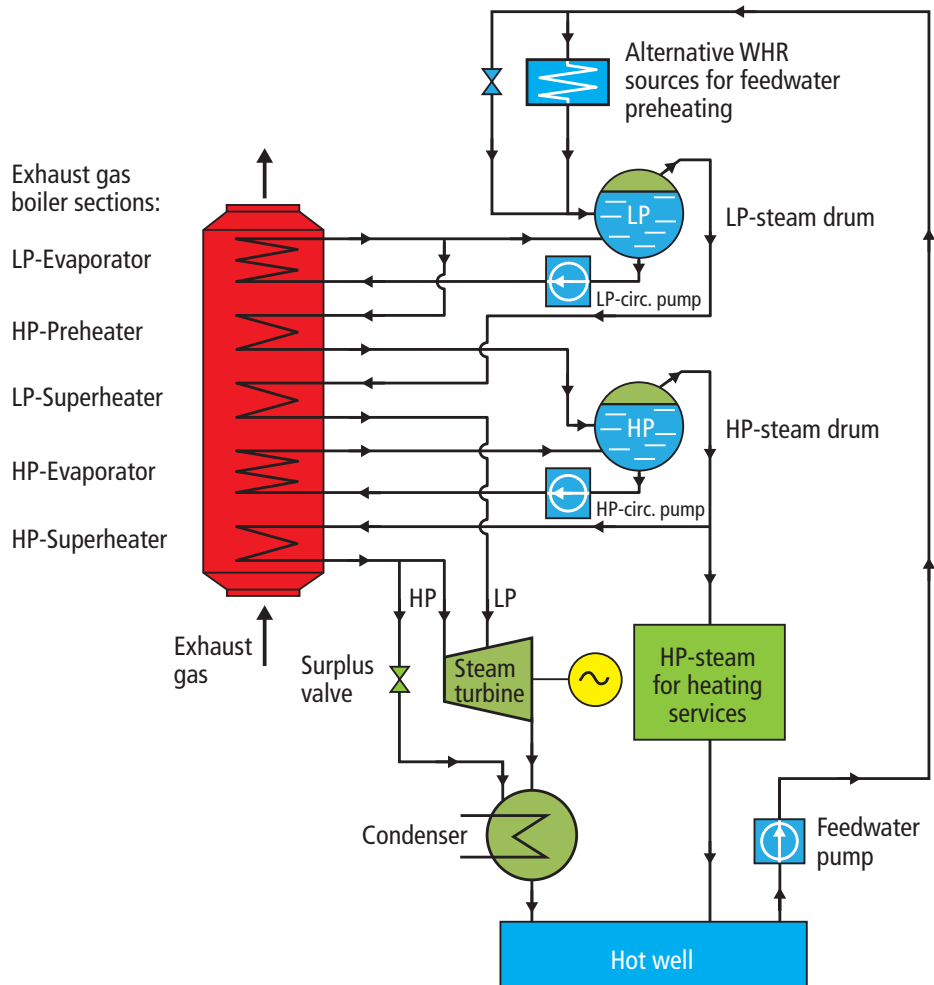 Alternative WHR
sources for feedwater
preheating
Exhaust gas
boiler sections:
LP
LP-steam drum
LP-Evaporator
LP-circ. pump
HP-Preheater
LP-Superheater
HP
HP-steam drum
HP-Evaporator
HP-circ. pump
HP-Superheater
HP
LP
Exhaust
gas
Surplus
valve
Steam
turbine
HP-steam
for heating
services
Condenser
Feedwater
pump
Hot well